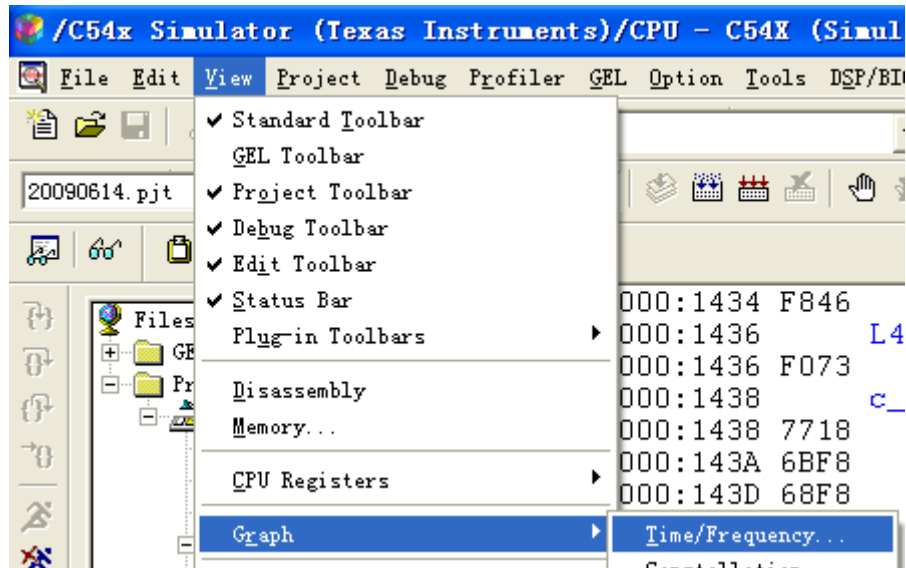 /C54x Simulator (Texas Instruments)/CPU - C54X (Simul
File Edit View Project Debug Profiler GEL Option Tools DSP/BIO
Standard Toolbar
GEL Toolbar
20090614.pjt
Project Toolbar
Debug Toolbar
Edit Toolbar
Status Bar
Plug-in Toolbars
Disassembly
Memory...
CPU Registers
Graph
Time/Frequency...
Files
GE
Pr
000:1434 F846
000:1436 L4
000:1436 F073
000:1438 c_
000:1438 7718
000:143A 6BF8
000:143D 68F8